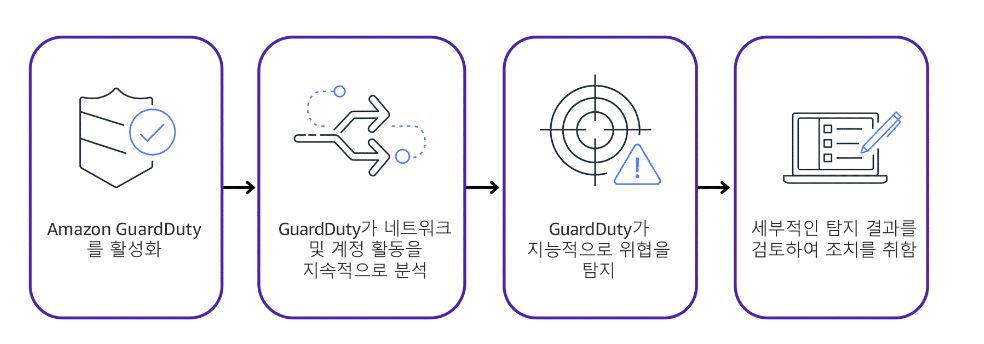 Amazon GuardDuty
를 활성화
GuardDuty가 네트워크
및 계정 활동을
지속적으로 분석
GuardDuty가
지능적으로 위협을
탐지
세부적인 탐지 결과를
검토하여 조치를 취함